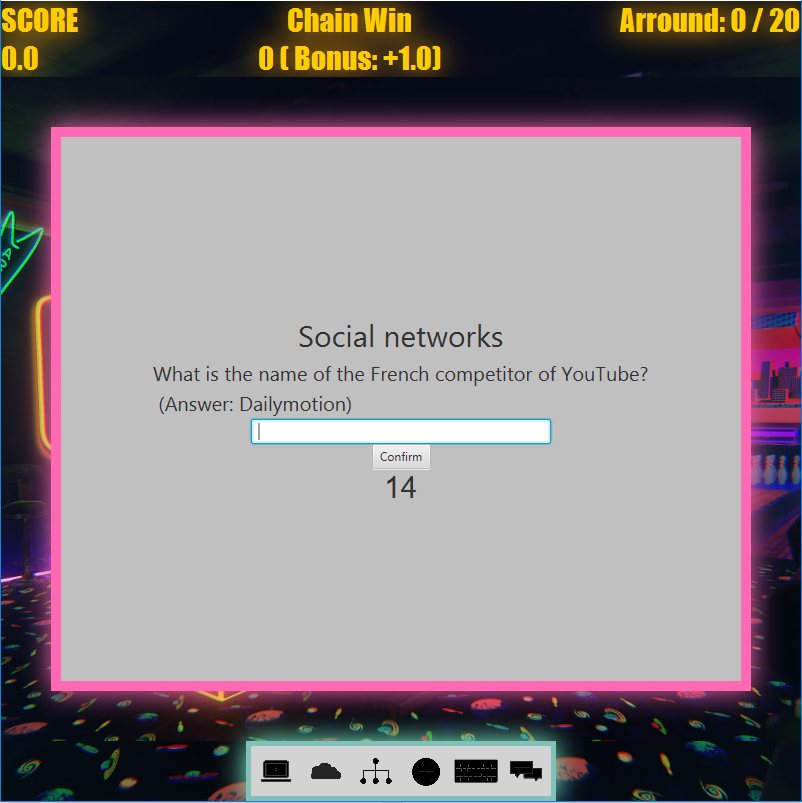 SCORE
Chain Win
Arround: 0 / 20
0.0
0 ( Bonus: +1.0)
Social networks
What is the name of the French competitor of YouTube?
(Answer: Dailymotion)
Confirm
14